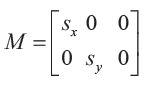 M = [ s_x 0 0
0 s_y 0 ]